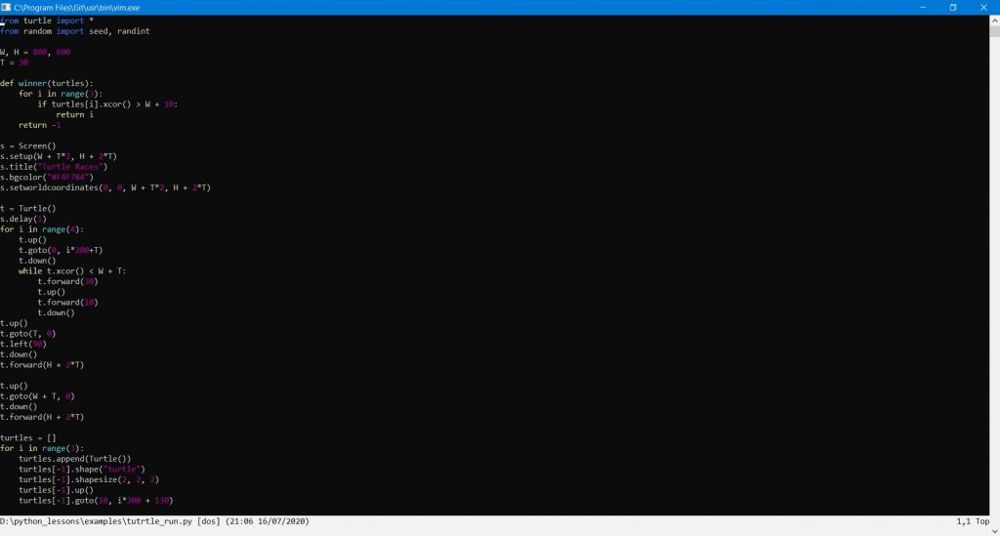 C:\Program Files\Git\usr\bin\vim.exe
from turtle import *
from random import seed, randint

W, H = 800, 600
T = 30

def winner(turtles):
    for i in range(3):
        if turtles[i].xcor() > W + 10:
            return i
    return -1

s = Screen()
s.setup(W + T*2, H + 2*T)
s.title("Turtle Races")
s.bgcolor("#F4F784")
s.setworldcoordinates(0, 0, W + T*2, H + 2*T)

t = Turtle()
s.delay(1)
for i in range(4):
    t.up()
    t.goto(0, i*200+T)
    t.down()
    while t.xcor() < W + T:
        t.forward(30)
        t.up()
        t.forward(10)
        t.down()
t.up()
t.goto(T, 0)
t.left(90)
t.down()
t.forward(H + 2*T)

t.up()
t.goto(W + T, 0)
t.down()
t.forward(H + 2*T)

turtles = []
for i in range(3):
    turtles.append(Turtle())
    turtles[-1].shape("turtle")
    turtles[-1].shapesize(2, 2, 2)
    turtles[-1].up()
    turtles[-1].goto(10, i*200 + 130)
D:\python_lessons\examples\tutrtle_run.py [dos] (21:06 16/07/2020) 1,1 Top